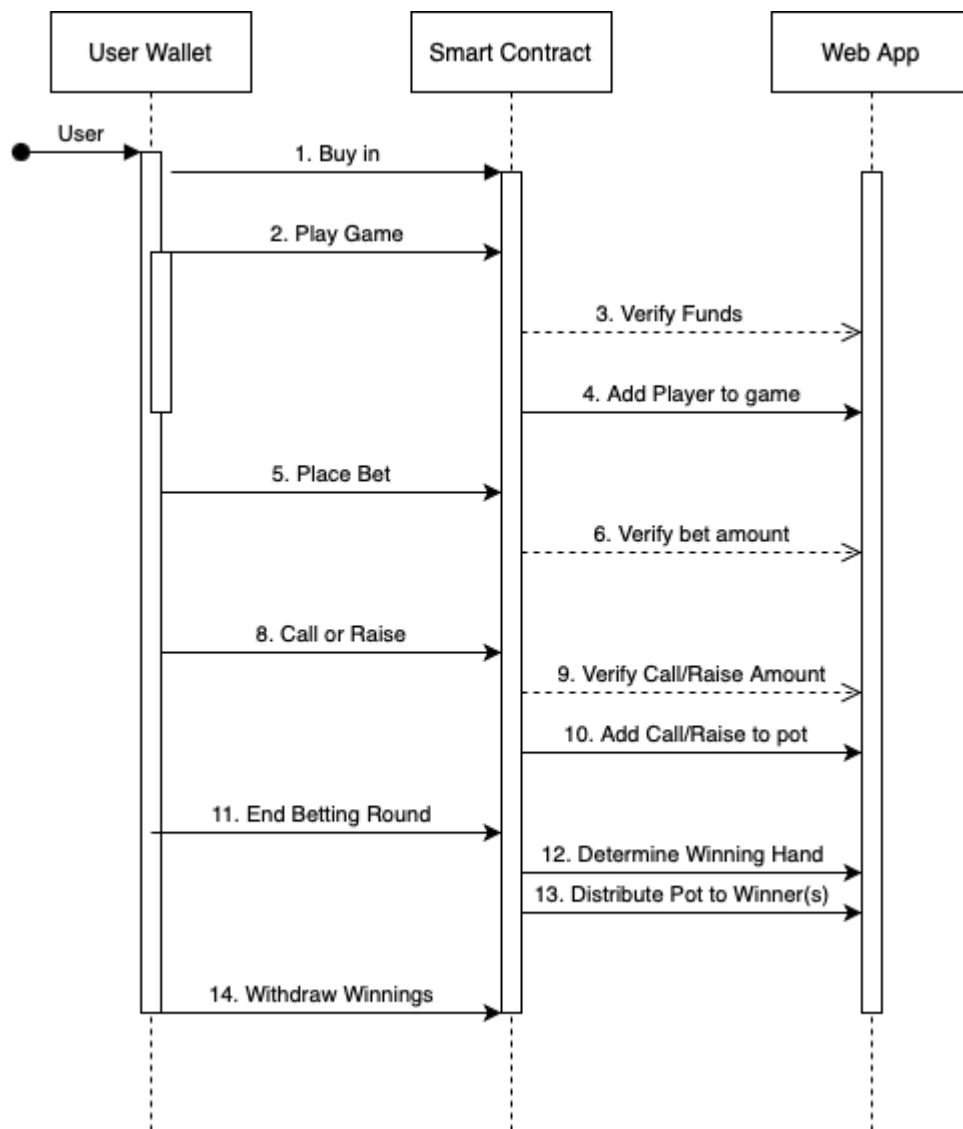 User Wallet
Smart Contract
Web App
User
1. Buy in
2. Play Game
3. Verify Funds
4. Add Player to game
5. Place Bet
6. Verify bet amount
8. Call or Raise
9. Verify Call/Raise Amount
10. Add Call/Raise to pot
11. End Betting Round
12. Determine Winning Hand
13. Distribute Pot to Winner(s)
14. Withdraw Winnings